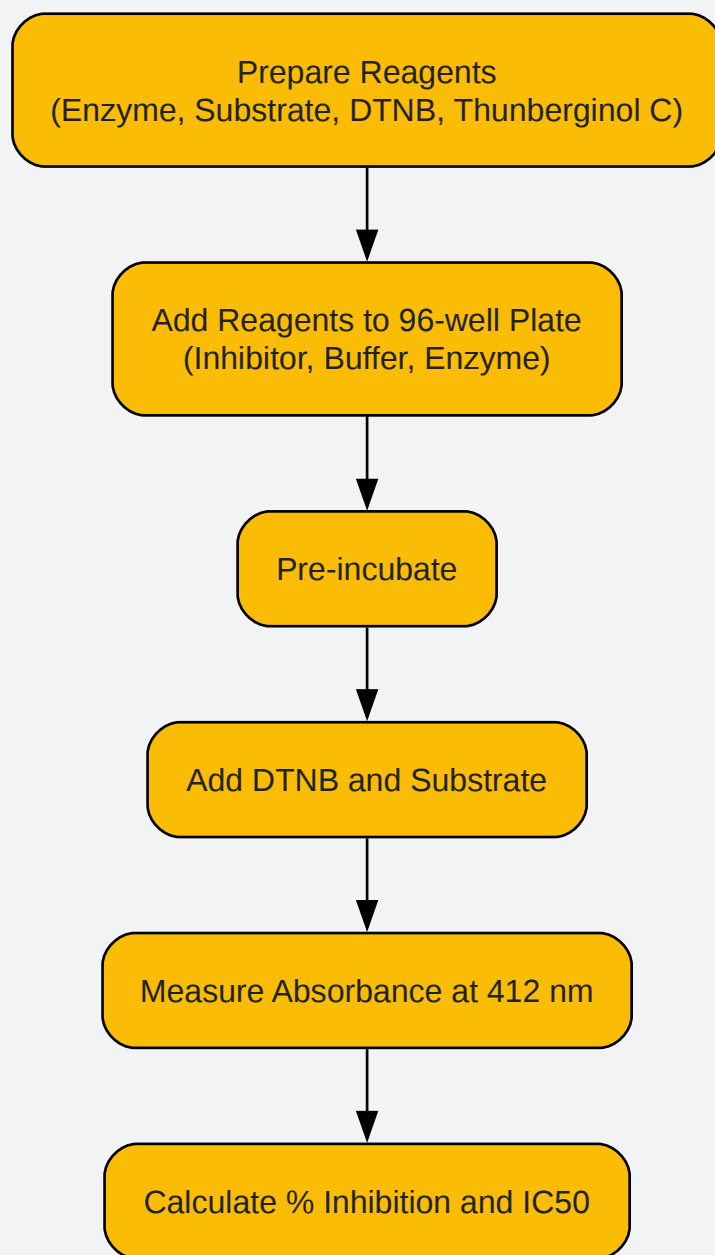 Prepare Reagents
(Enzyme, Substrate, DTNB, Thunberginol C)
Add Reagents to 96-well Plate
(Inhibitor, Buffer, Enzyme)
Pre-incubate
Add DTNB and Substrate
Measure Absorbance at 412 nm
Calculate % Inhibition and IC50